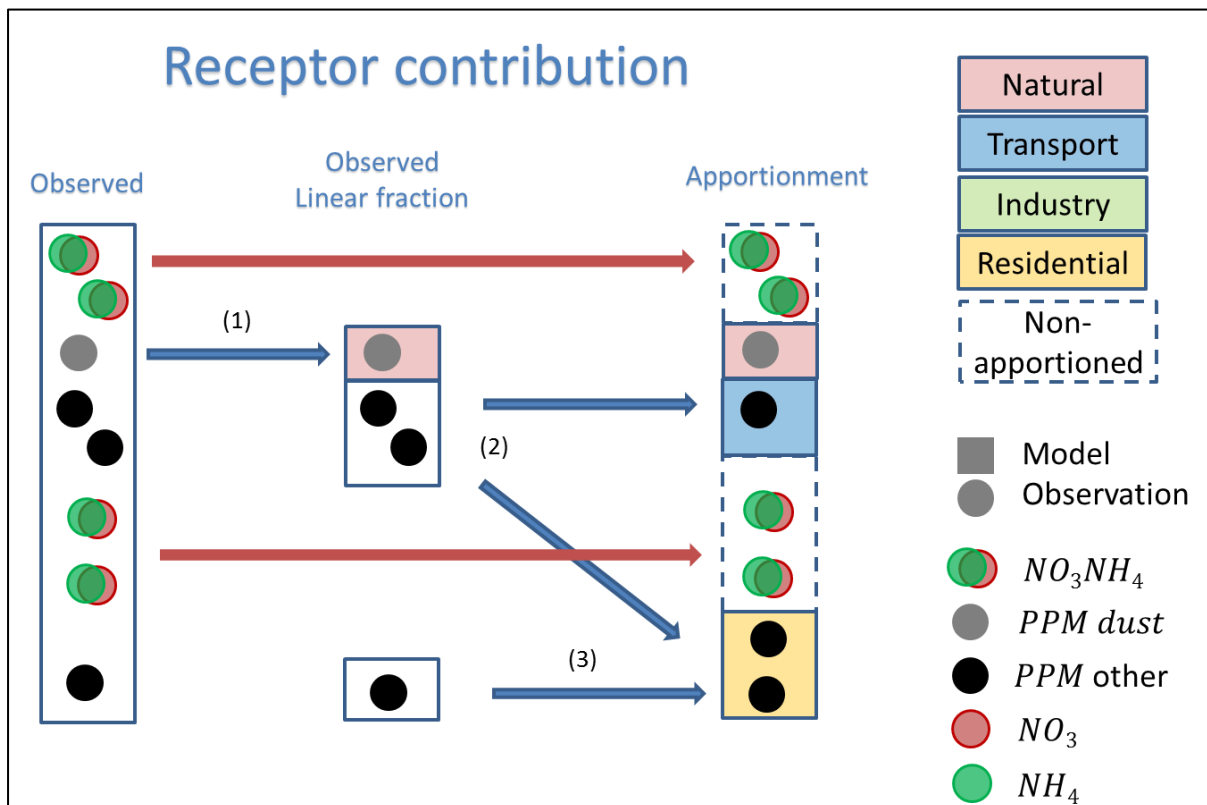 Receptor contribution
Observed
Observed
Linear fraction
Apportionment
(1)
(2)
(3)
Natural
Transport
Industry
Residential
Non-
apportioned
Model
Observation
NO₃NH₄
PPM dust
PPM other
NO₃
NH₄